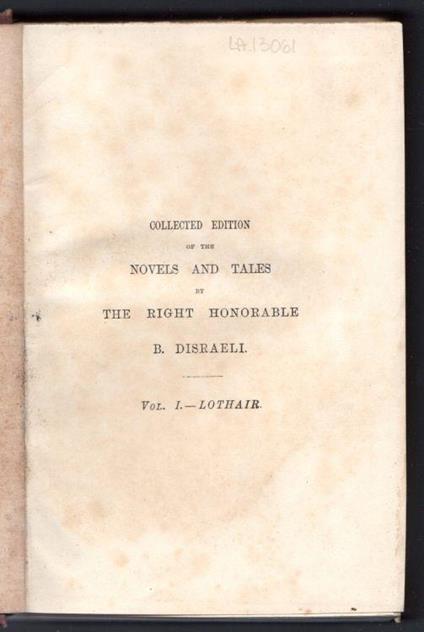 LA.13061
COLLECTED EDITION
OF THE
NOVELS AND TALES
BY
THE RIGHT HONORABLE
B. DISRAELI.
VOL. I.—LOTHAIR.